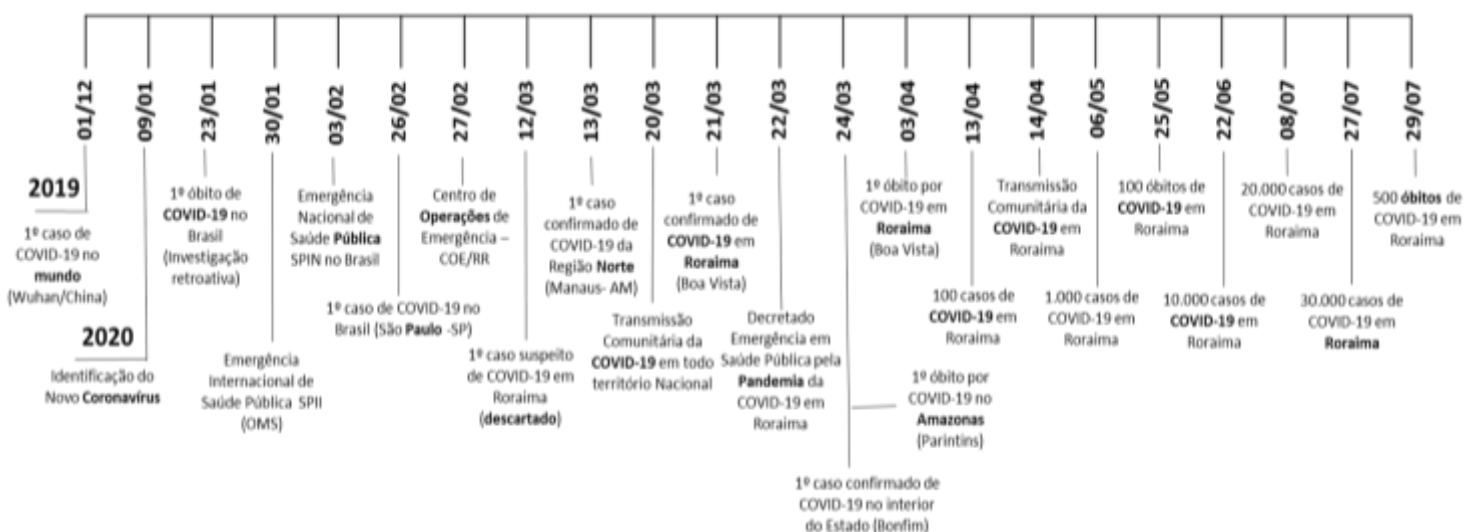 01/12
09/01
23/01
30/01
03/02
26/02
27/02
12/03
13/03
20/03
21/03
22/03
24/03
03/04
13/04
14/04
06/05
25/05
22/06
08/07
27/07
29/07
2019
1º caso de
COVID-19 no
mundo
(Wuhan/China)
2020
Identificação do
Novo Coronavírus
1º óbito de
COVID-19 no
Brasil
(Investigação
retroativa)
Emergência
Internacional de
Saúde Pública SPII
(OMS)
Emergência
Nacional de
Saúde Pública
SPIN no Brasil
1º caso de COVID-19 no
Brasil (São Paulo -SP)
Centro de
Operações de
Emergência –
COE/RR
1º caso suspeito
de COVID-19 em
Roraima
(descartado)
1º caso
confirmado de
COVID-19 da
Região Norte
(Manaus- AM)
Transmissão
Comunitária da
COVID-19 em todo
território Nacional
1º caso
confirmado de
COVID-19 em
Roraima
(Boa Vista)
Decretado
Emergência em
Saúde Pública pela
Pandemia da
COVID-19 em
Roraima
1º caso confirmado de
COVID-19 no interior
do Estado (Bonfim)
1º óbito por
COVID-19 no
Amazonas
(Parintins)
1º óbito por
COVID-19 em
Roraima
(Boa Vista)
100 casos de
COVID-19 em
Roraima
Transmissão
Comunitária da
COVID-19 em
Roraima
1.000 casos de
COVID-19 em
Roraima
100 óbitos de
COVID-19 em
Roraima
10.000 casos de
COVID-19 em
Roraima
20.000 casos de
COVID-19 em
Roraima
30.000 casos de
COVID-19 em
Roraima
500 óbitos de
COVID-19 em
Roraima